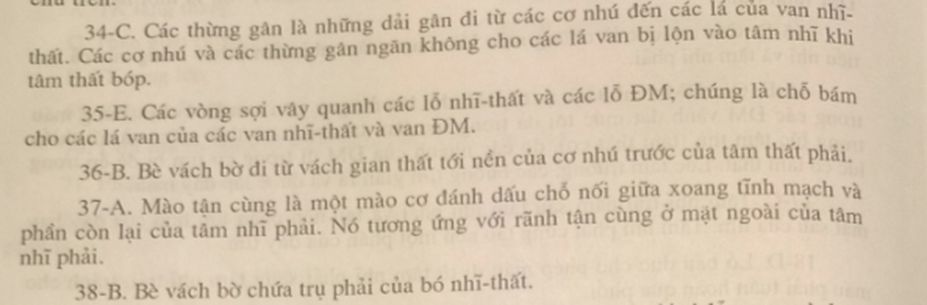 34-C. Các thừng gân là những dải gân đi từ các cơ nhú đến các lá của van nhĩ-
thất. Các cơ nhú và các thừng gân ngăn không cho các lá van bị lộn vào tâm nhĩ khi
tâm thất bóp.
35-E. Các vòng sợi vây quanh các lỗ nhĩ-thất và các lỗ ĐM; chúng là chỗ bám
cho các lá van của các van nhĩ-thất và van ĐM.
36-B. Bè vách bờ đi từ vách gian thất tới nền của cơ nhú trước của tâm thất phải.
37-A. Mào tận cùng là một mào cơ đánh dấu chỗ nối giữa xoang tĩnh mạch và
phần còn lại của tâm nhĩ phải. Nó tương ứng với rãnh tận cùng ở mặt ngoài của tâm
nhĩ phải.
38-B. Bè vách bờ chứa trụ phải của bó nhĩ-thất.